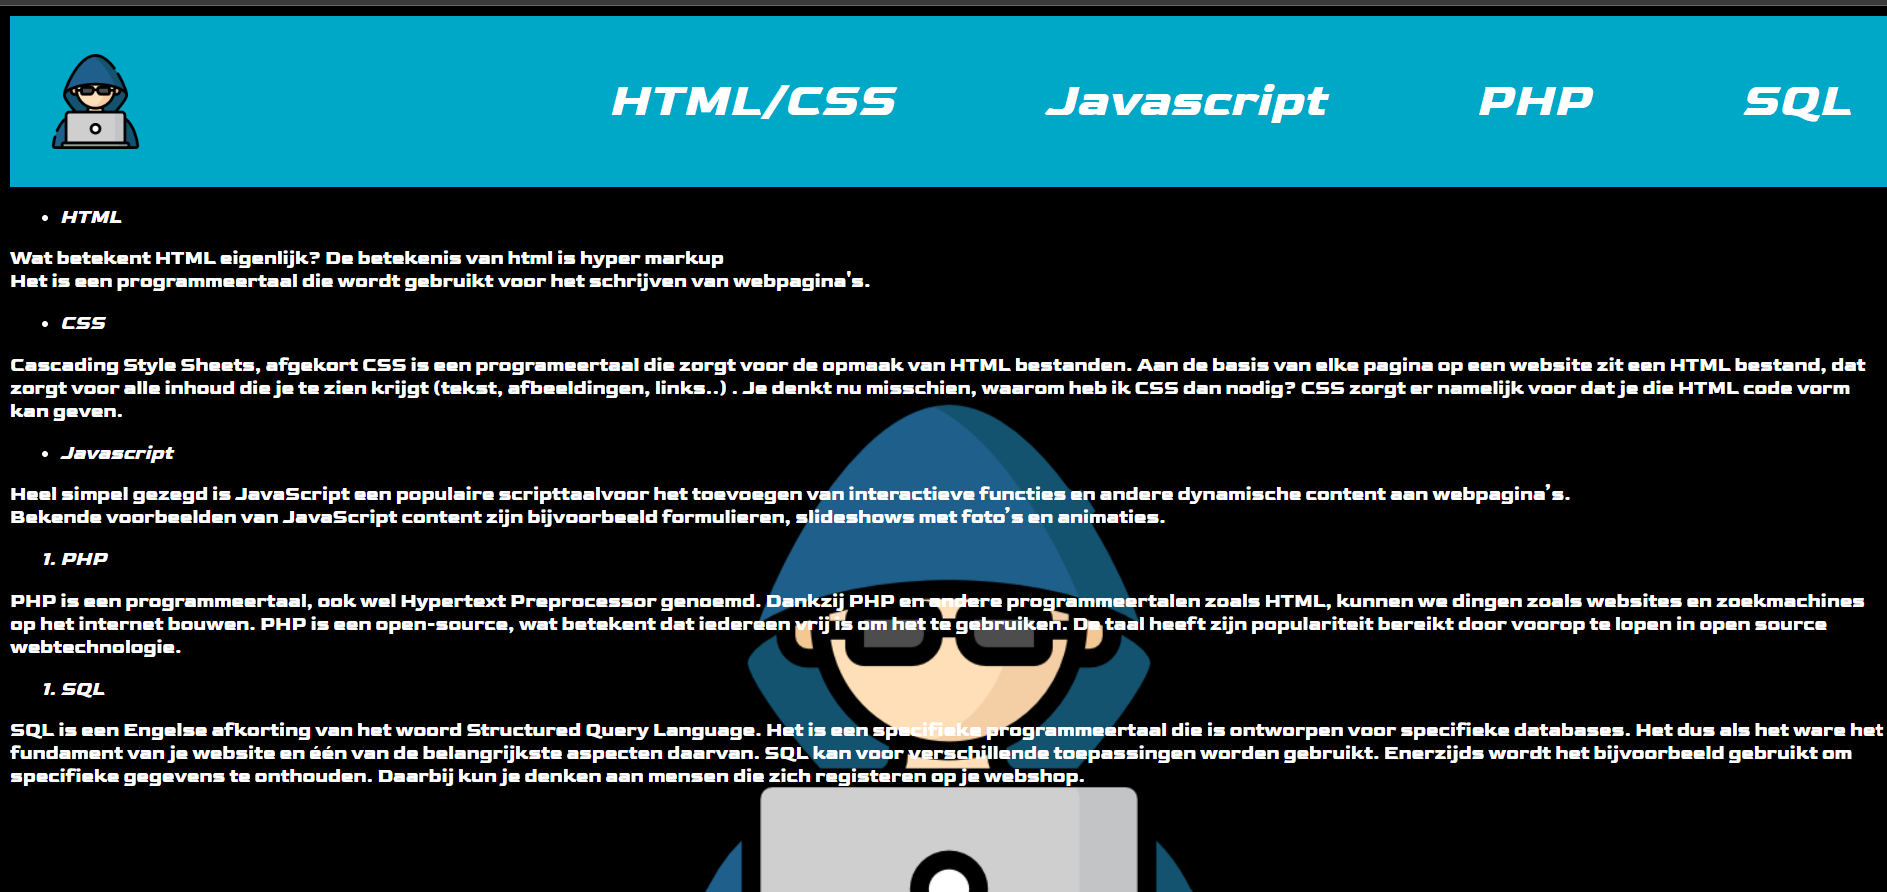 HTML/CSS Javascript PHP SQL
• HTML
Wat betekent HTML eigenlijk? De betekenis van html is hyper markup
Het is een programmeertaal die wordt gebruikt voor het schrijven van webpagina's.
• CSS
Cascading Style Sheets, afgekort CSS is een programeertaal die zorgt voor de opmaak van HTML bestanden. Aan de basis van elke pagina op een website zit een HTML bestand, dat
zorgt voor alle inhoud die je te zien krijgt (tekst, afbeeldingen, links..) . Je denkt nu misschien, waarom heb ik CSS dan nodig? CSS zorgt er namelijk voor dat je die HTML code vorm
kan geven.
• Javascript
Heel simpel gezegd is JavaScript een populaire scripttaalvoor het toevoegen van interactieve functies en andere dynamische content aan webpagina’s.
Bekende voorbeelden van JavaScript content zijn bijvoorbeeld formulieren, slideshows met foto’s en animaties.
1. PHP
PHP is een programmeertaal, ook wel Hypertext Preprocessor genoemd. Dankzij PHP en andere programmeertalen zoals HTML, kunnen we dingen zoals websites en zoekmachines
op het internet bouwen. PHP is een open-source, wat betekent dat iedereen vrij is om het te gebruiken. De taal heeft zijn populariteit bereikt door voorop te lopen in open source
webtechnologie.
1. SQL
SQL is een Engelse afkorting van het woord Structured Query Language. Het is een specifieke programmeertaal die is ontworpen voor specifieke databases. Het dus als het ware het
fundament van je website en één van de belangrijkste aspecten daarvan. SQL kan voor verschillende toepassingen worden gebruikt. Enerzijds wordt het bijvoorbeeld gebruikt om
specifieke gegevens te onthouden. Daarbij kun je denken aan mensen die zich registeren op je webshop.